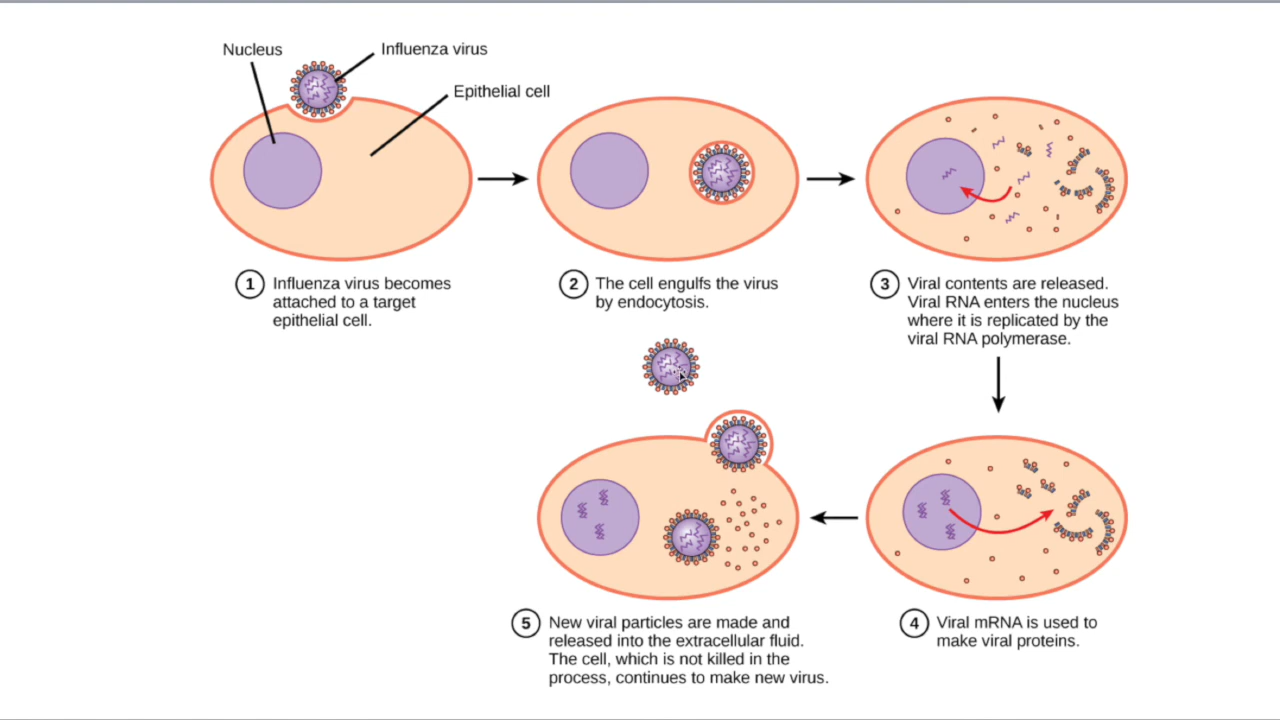 Nucleus
Influenza virus
Epithelial cell
1 Influenza virus becomes
attached to a target
epithelial cell.
2 The cell engulfs the virus
by endocytosis.
3 Viral contents are released.
Viral RNA enters the nucleus
where it is replicated by the
viral RNA polymerase.
4 Viral mRNA is used to
make viral proteins.
5 New viral particles are made and
released into the extracellular fluid.
The cell, which is not killed in the
process, continues to make new virus.